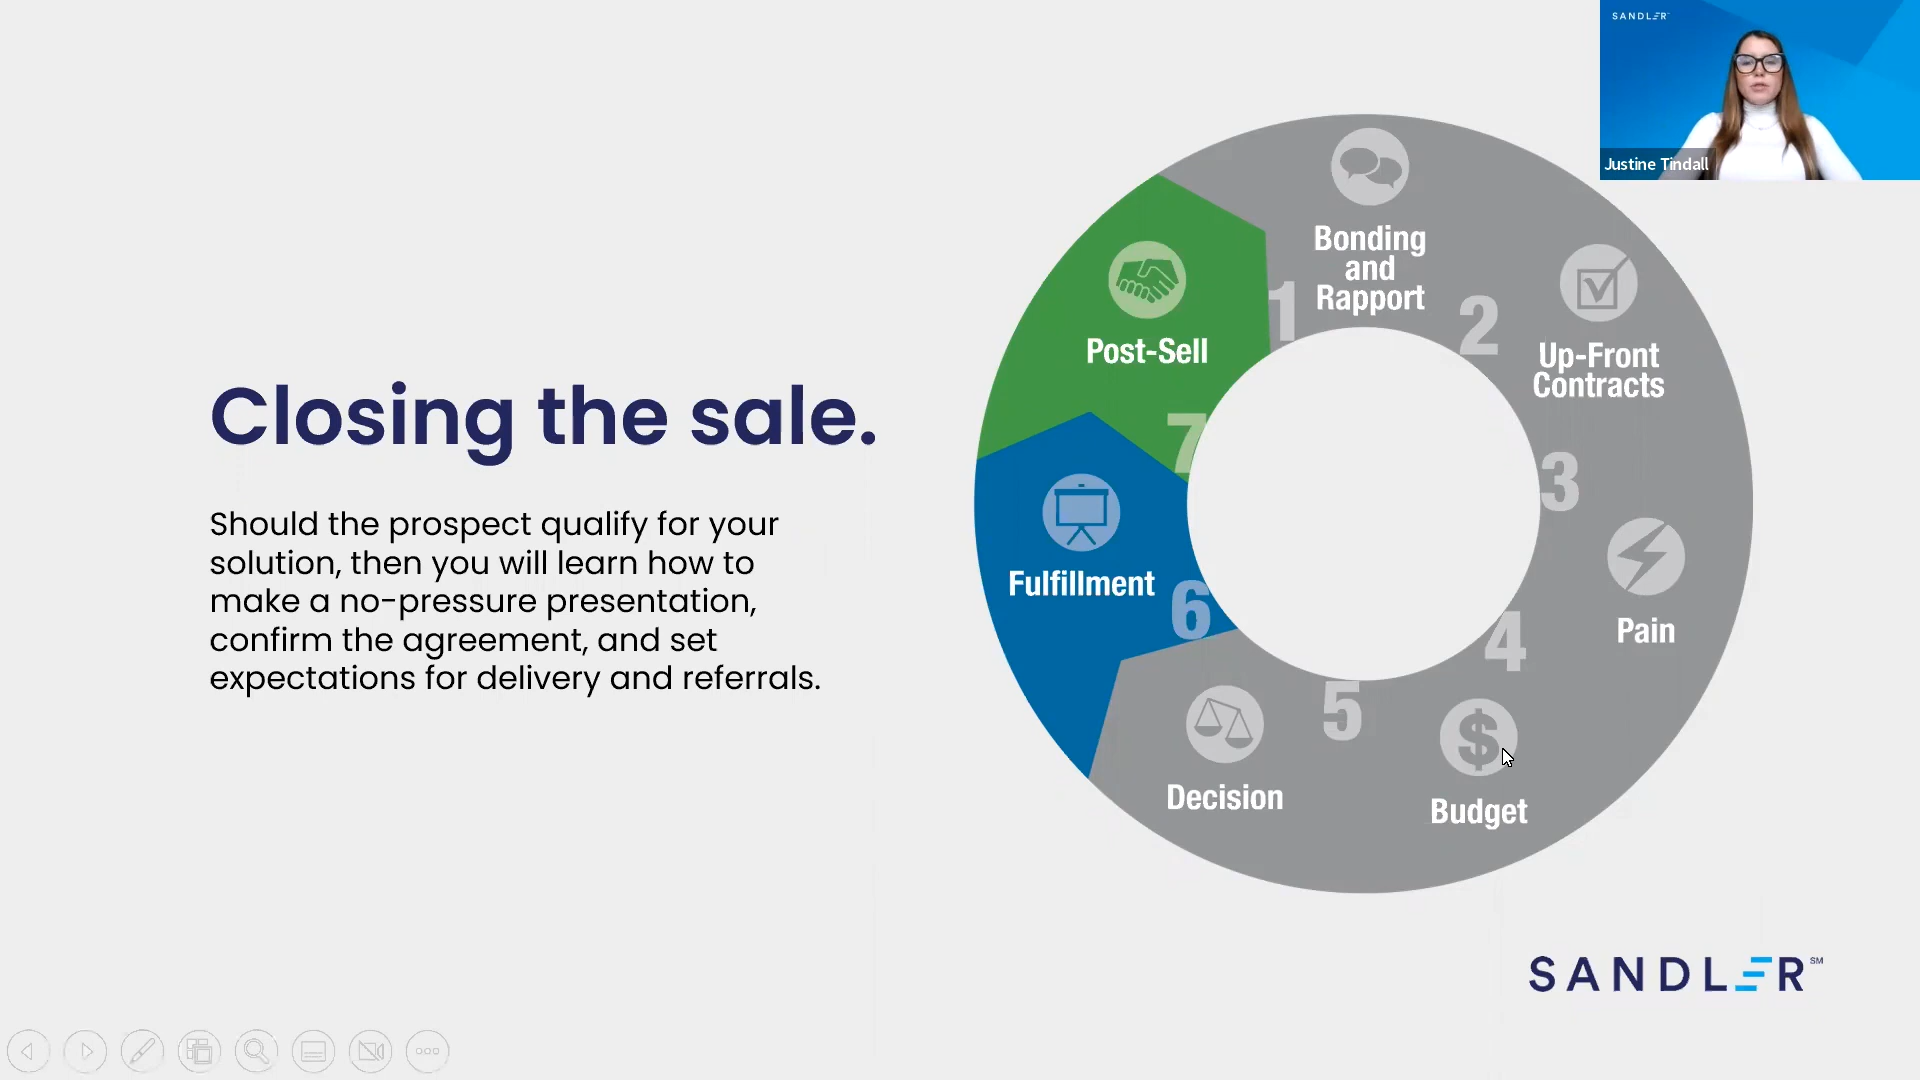 SANDLER
Justine Tindall
Closing the sale.
Should the prospect qualify for your
solution, then you will learn how to
make a no-pressure presentation,
confirm the agreement, and set
expectations for delivery and referrals.
1
Bonding
and
Rapport
2
Up-Front
Contracts
3
Pain
4
Budget
5
Decision
6
Fulfillment
7
Post-Sell
$
SANDLER℠